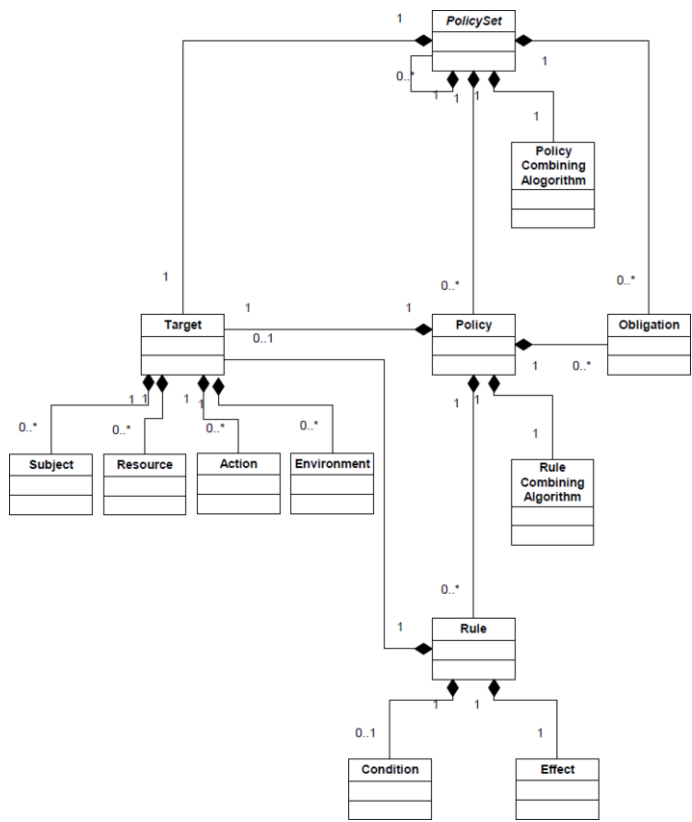 1
PolicySet
1
0..*
1
1
1
1
Policy
Combining
Alogorithm
1
0..*
0..*
1
1
Target
0..1
Policy
Obligation
1
0..*
1
1
1
1
1
1
0..*
0..*
0..*
0..*
1
Subject
Resource
Action
Environment
Rule
Combining
Algorithm
0..*
1
Rule
1
1
0..1
1
Condition
Effect